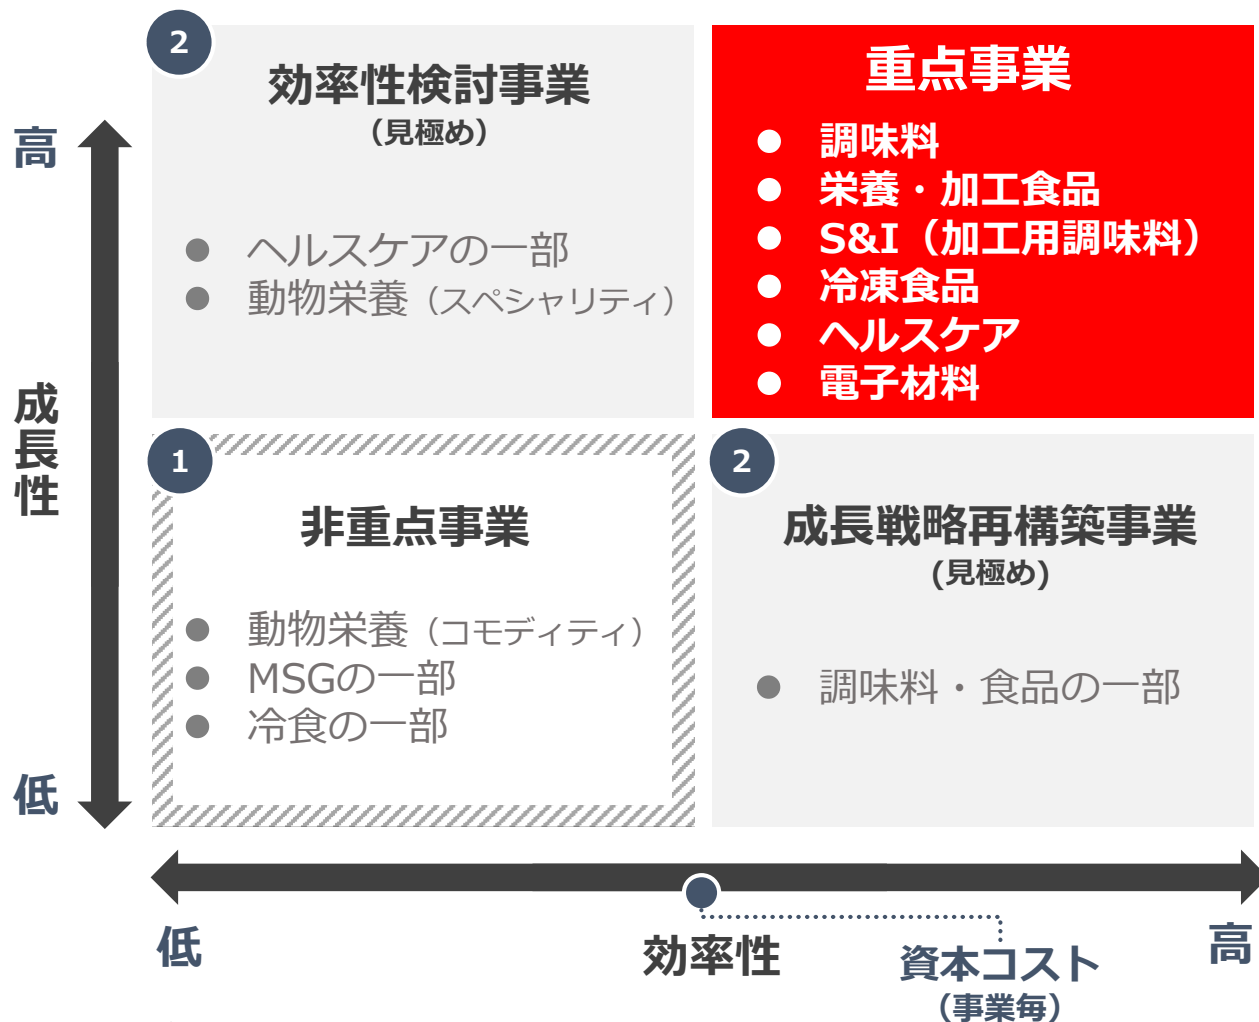 2
効率性検討事業
（見極め）
● ヘルスケアの一部
● 動物栄養（スペシャリティ）
重点事業
● 調味料
● 栄養・加工食品
● S&I（加工用調味料）
● 冷凍食品
● ヘルスケア
● 電子材料
高
成長性
低
1
非重点事業
● 動物栄養（コモディティ）
● MSGの一部
● 冷食の一部
2
成長戦略再構築事業
(見極め)
● 調味料・食品の一部
低
効率性
高
資本コスト
（事業毎）